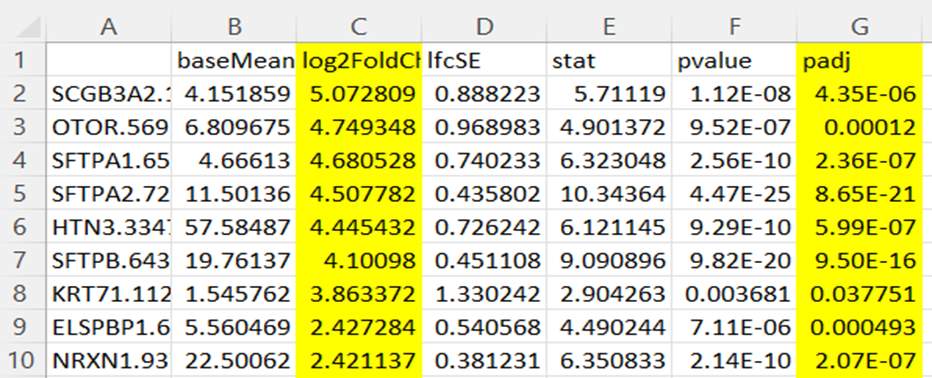 A B C D E F G
1 baseMean log2FoldCh lfcSE stat pvalue padj
2 SCGB3A2.1 4.151859 5.072809 0.888223 5.71119 1.12E-08 4.35E-06
3 OTOR.569 6.809675 4.749348 0.968983 4.901372 9.52E-07 0.00012
4 SFTPA1.65 4.66613 4.680528 0.740233 6.323048 2.56E-10 2.36E-07
5 SFTPA2.72 11.50136 4.507782 0.435802 10.34364 4.47E-25 8.65E-21
6 HTN3.3347 57.58487 4.445432 0.726242 6.121145 9.29E-10 5.99E-07
7 SFTPB.643 19.76137 4.10098 0.451108 9.090896 9.82E-20 9.50E-16
8 KRT71.112 1.545762 3.863372 1.330242 2.904263 0.003681 0.037751
9 ELSPBP1.6 5.560469 2.427284 0.540568 4.490244 7.11E-06 0.000493
10 NRXN1.93 22.50062 2.421137 0.381231 6.350833 2.14E-10 2.07E-07